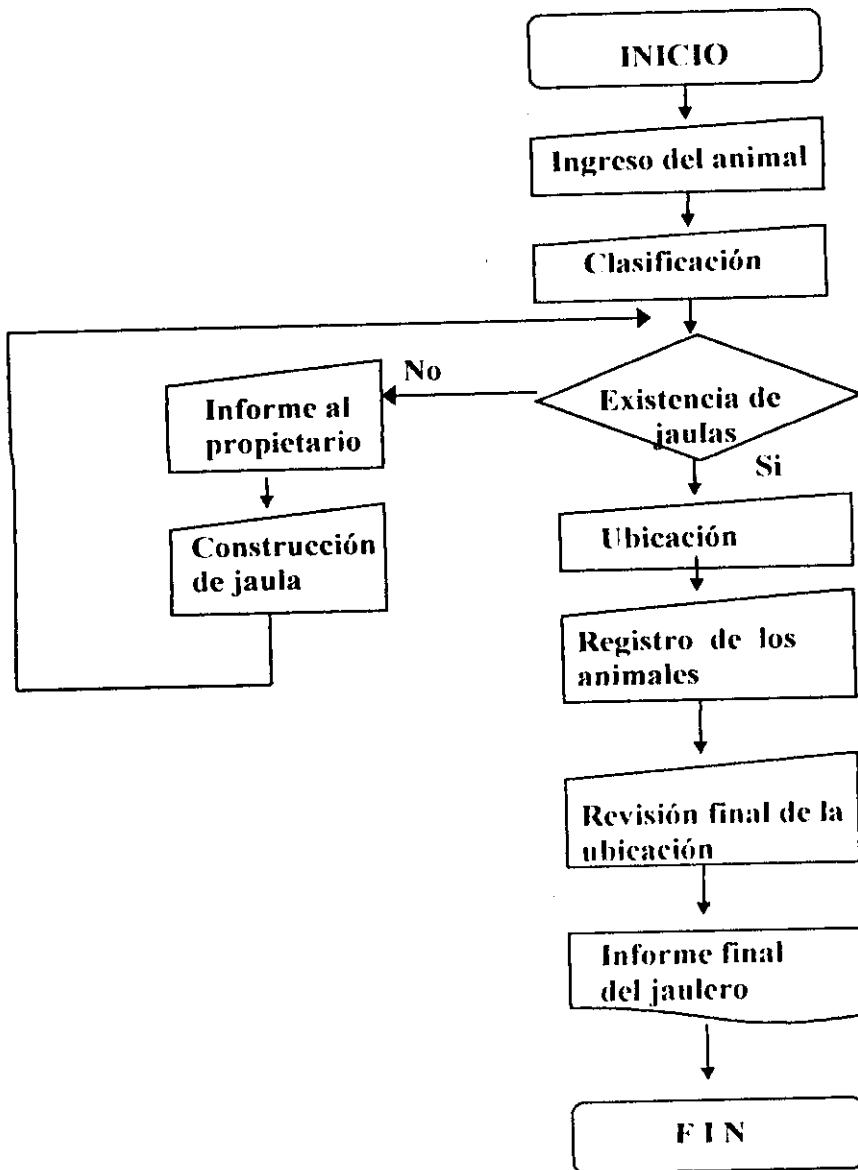 INICIO
Ingreso del animal
Clasificación
No
Informe al
propietario
Existencia de
jaulas
Si
Construcción
de jaula
Ubicación
Registro de los
animales
Revisión final de la
ubicación
Informe final
del jaulero
F I N